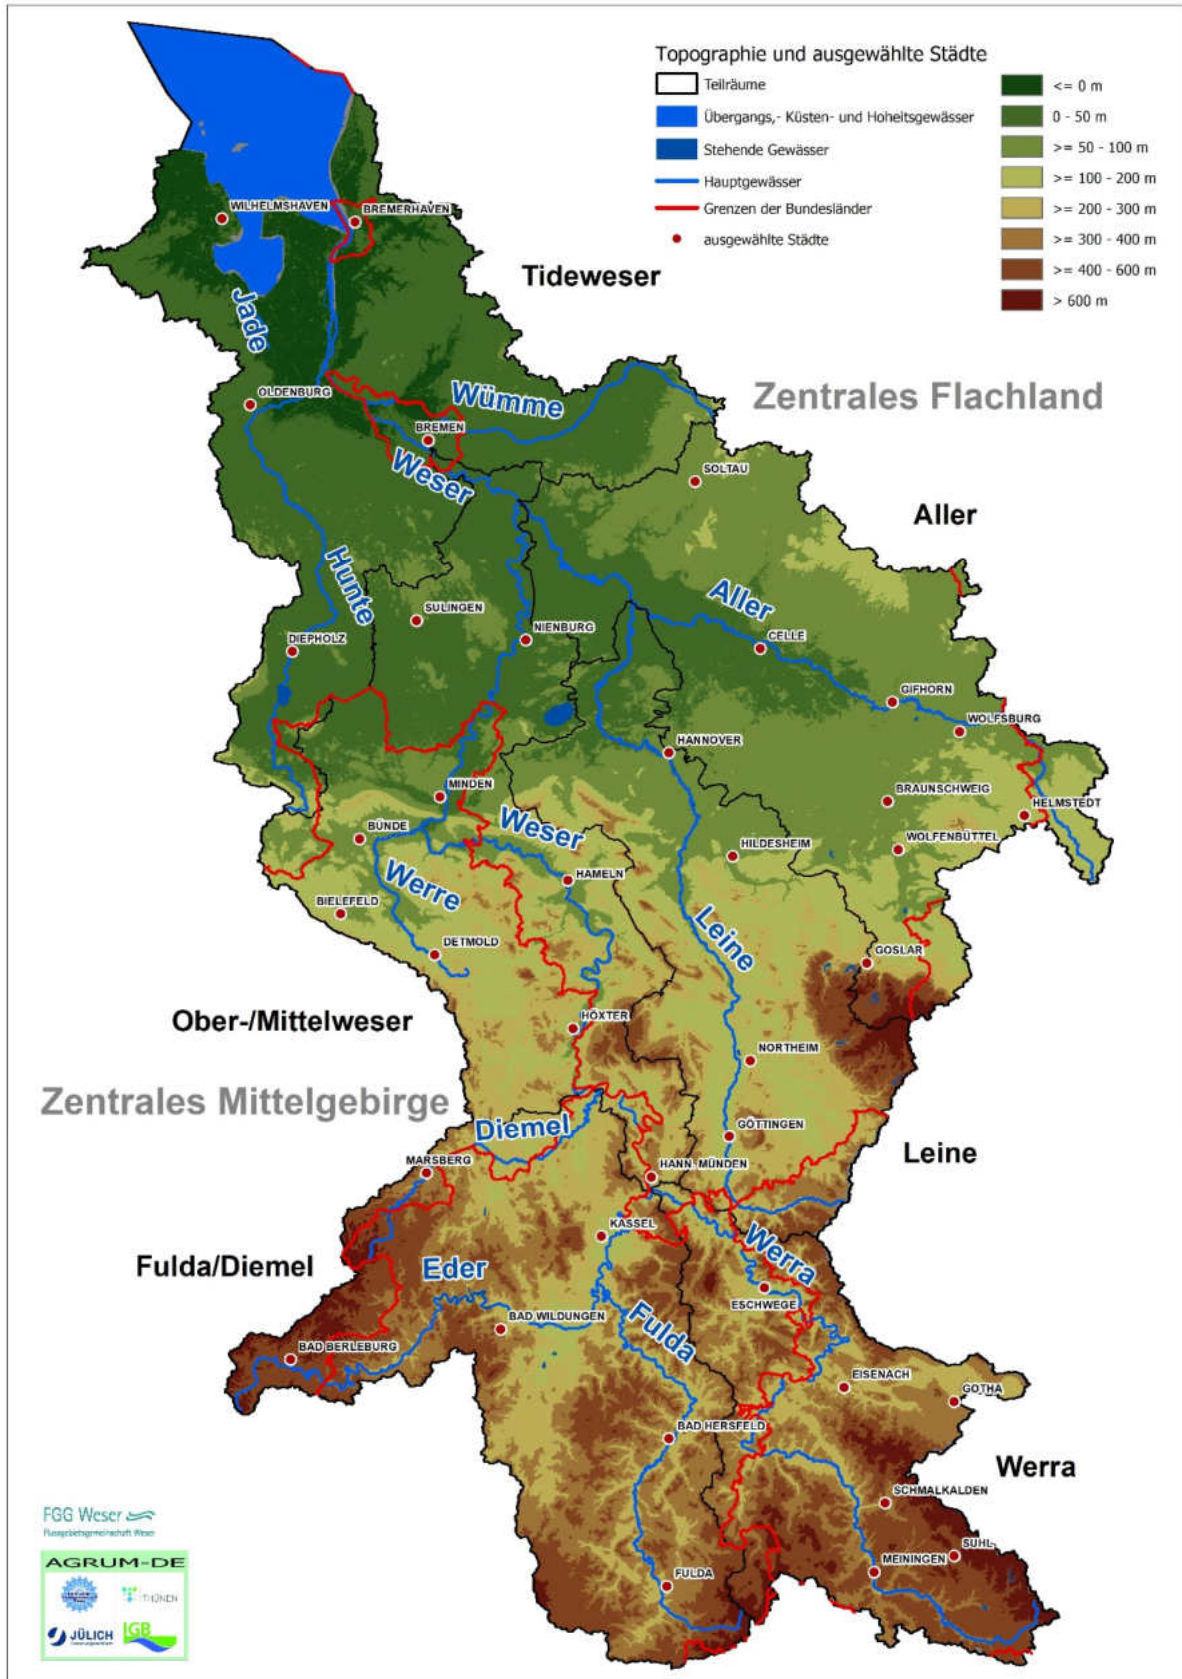 Topographie und ausgewählte Städte
Teilräume
Übergangs,- Küsten- und Hoheitsgewässer
Stehende Gewässer
Hauptgewässer
Grenzen der Bundesländer
ausgewählte Städte
<= 0 m
0 - 50 m
>= 50 - 100 m
>= 100 - 200 m
>= 200 - 300 m
>= 300 - 400 m
>= 400 - 600 m
> 600 m
WILHELMSHAVEN
BREMERHAVEN
Tideweser
Jade
OLDENBURG
Wümme
Zentrales Flachland
BREMEN
Weser
SOLTAU
Aller
Hunte
Aller
SULINGEN
NIENBURG
DIEPHOLZ
CELLE
GIFHORN
WOLFSBURG
HANNOVER
MINDEN
BRAUNSCHWEIG
HELMSTEDT
BÜNDE
Weser
HILDESHEIM
WOLFENBÜTTEL
Werre
HAMELN
BIELEFELD
DETMOLD
Leine
GOSLAR
Ober-/Mittelweser
HÖXTER
NORTHEIM
Zentrales Mittelgebirge
Diemel
GÖTTINGEN
Leine
MARSBERG
HANN. MÜNDEN
KASSEL
Werra
Fulda/Diemel
Eder
ESCHWEGE
BAD WILDUNGEN
Fulda
BAD BERLEBURG
EISENACH
GOTHA
BAD HERSFELD
Werra
SCHMALKALDEN
SUHL
MEININGEN
FULDA
FGG Weser
Flussgebietsgemeinschaft Weser
AGRUM-DE
THÜNEN
JÜLICH
IGB